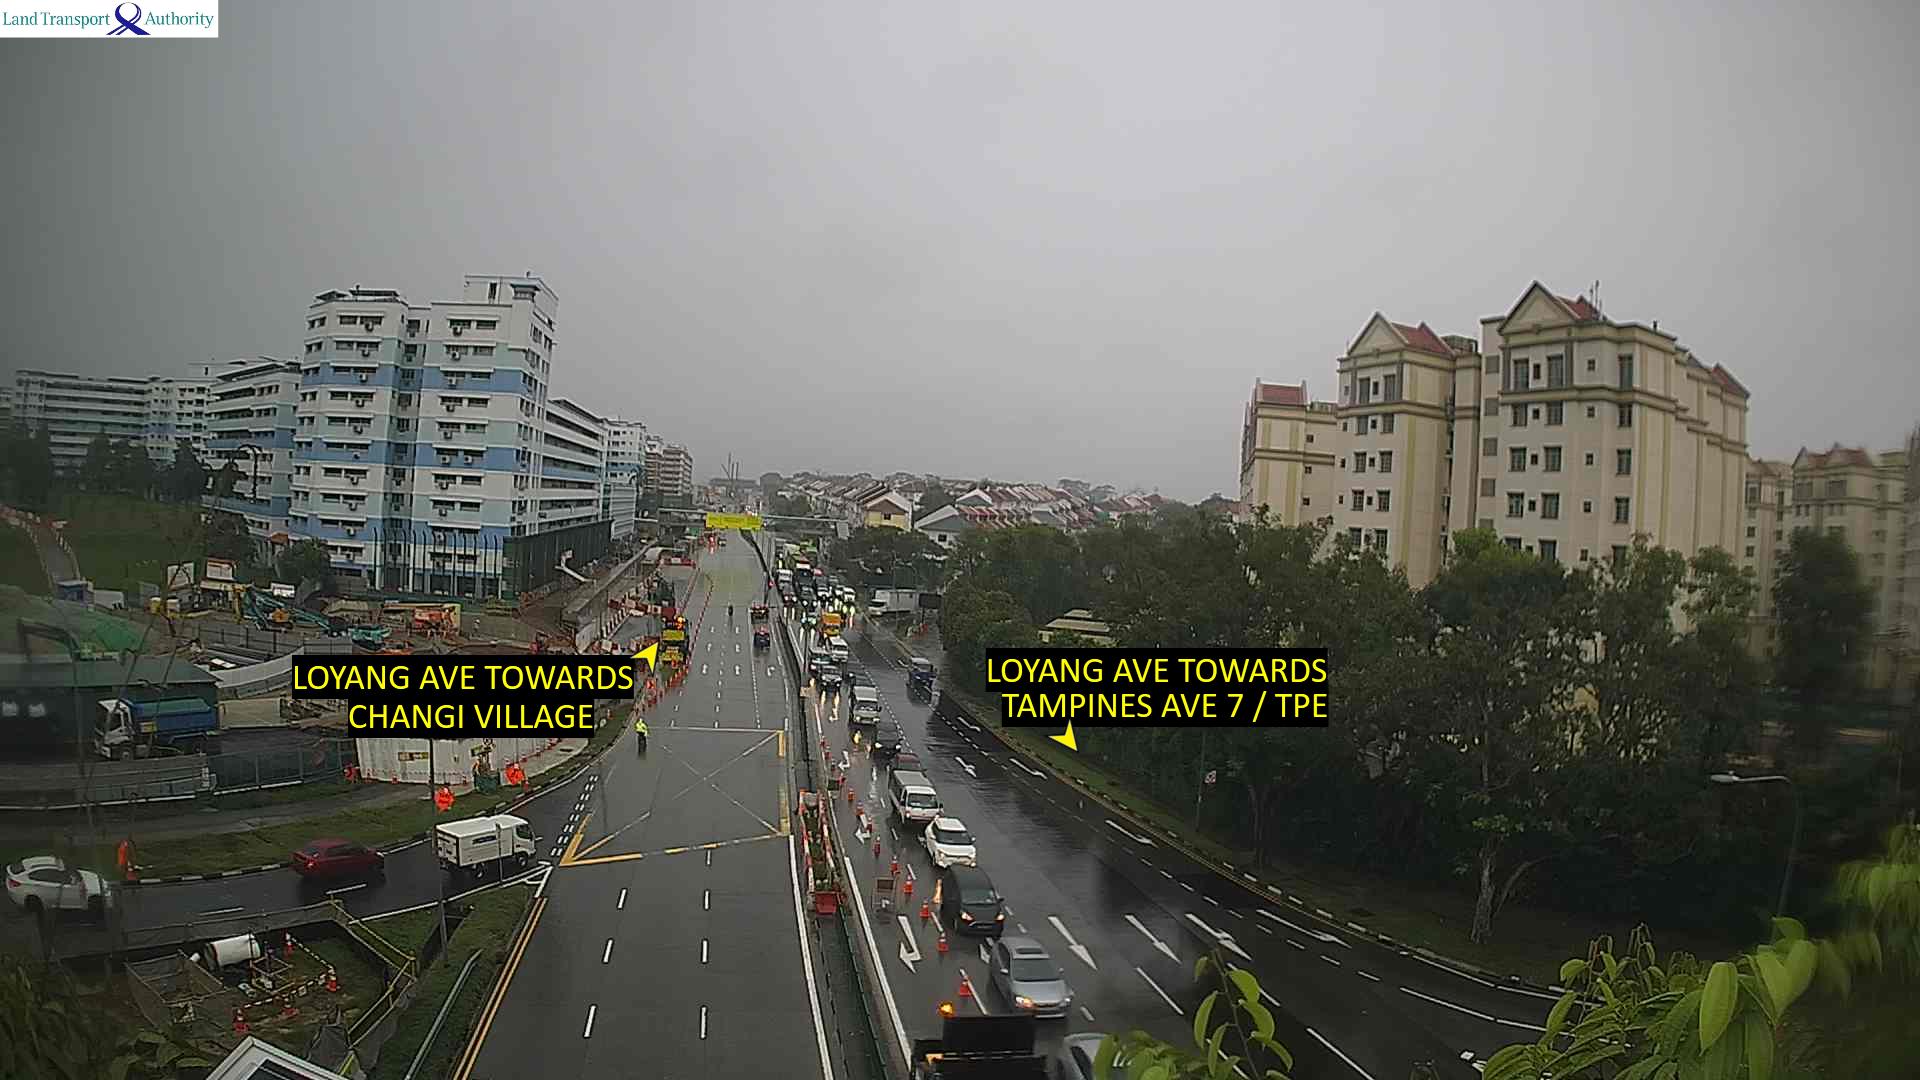 Land Transport Authority
LOYANG AVE TOWARDS
CHANGI VILLAGE
LOYANG AVE TOWARDS
TAMPINES AVE 7 / TPE